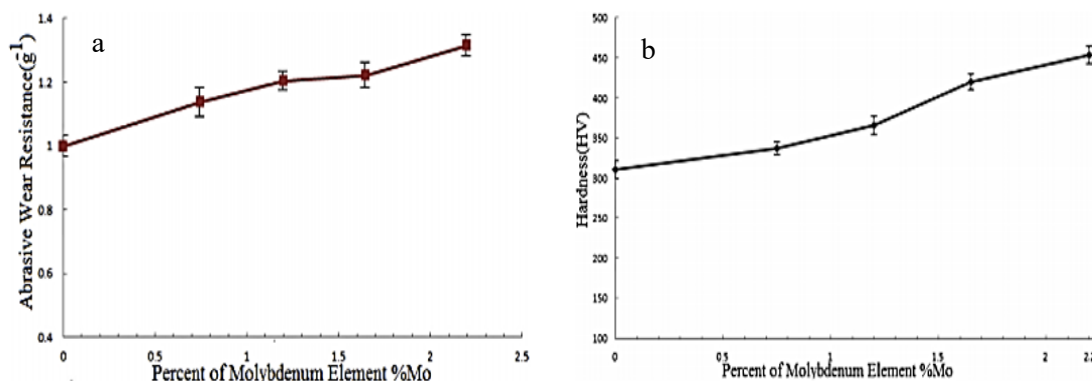 a
Abrasive Wear Resistance(g⁻¹)
1.4
1.2
1
0.8
0.6
0.4
0 0.5 1 1.5 2 2.5
Percent of Molybdenum Element %Mo
b
Hardness(HV)
500
450
400
350
300
250
200
150
100
0 0.5 1 1.5 2 2.2
Percent of Molybdenum Element %Mo